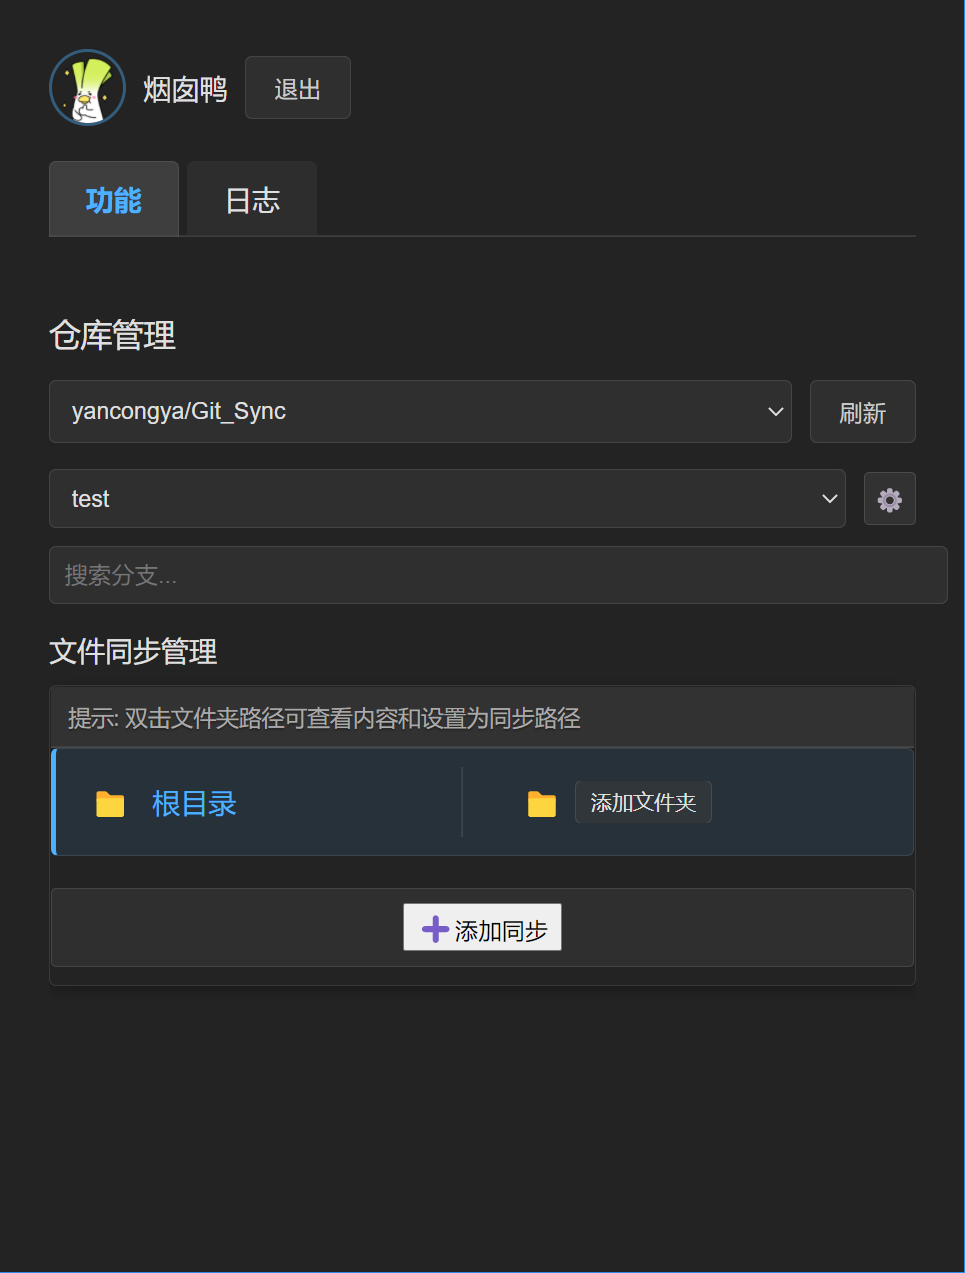 烟囱鸭 退出
功能 日志
仓库管理
yancongya/Git_Sync 刷新
test
搜索分支...
文件同步管理
提示: 双击文件夹路径可查看内容和设置为同步路径
根目录 添加文件夹
添加同步